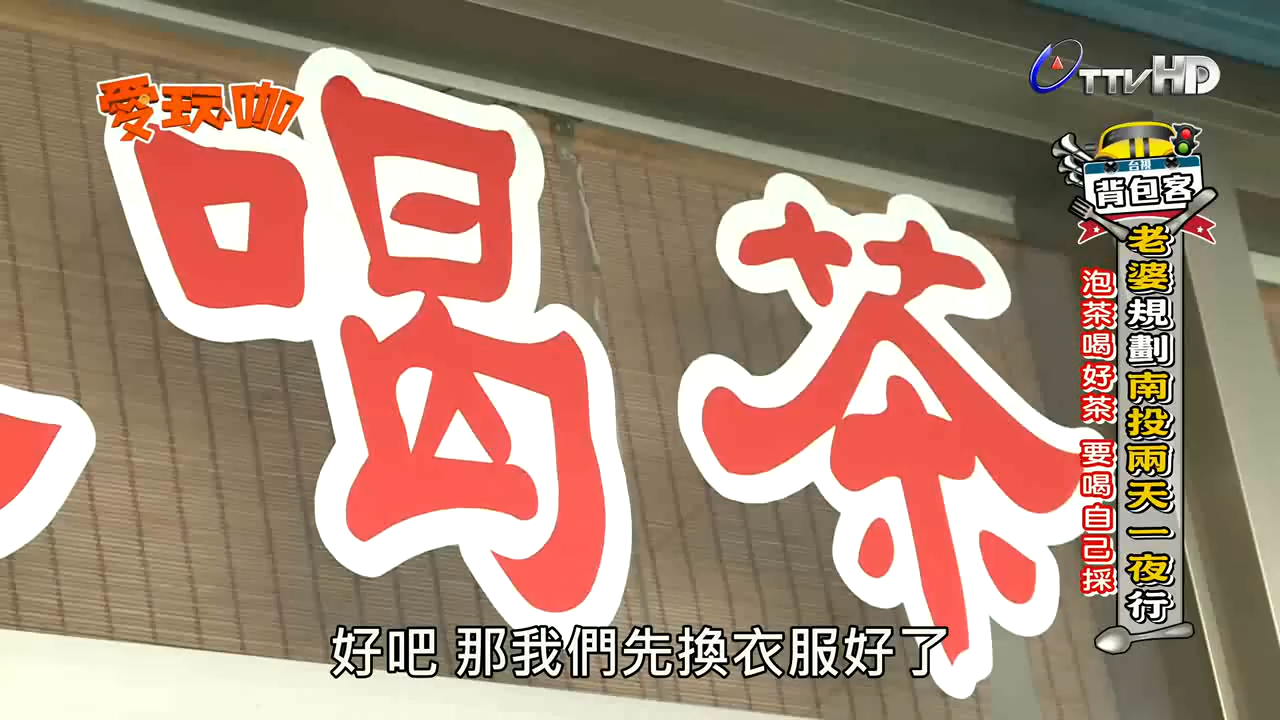 愛玩咖
TTV HD
喝茶
台視
背包客
老婆規劃南投兩天一夜行
泡茶喝好茶 要喝自己採
好吧 那我們先換衣服好了